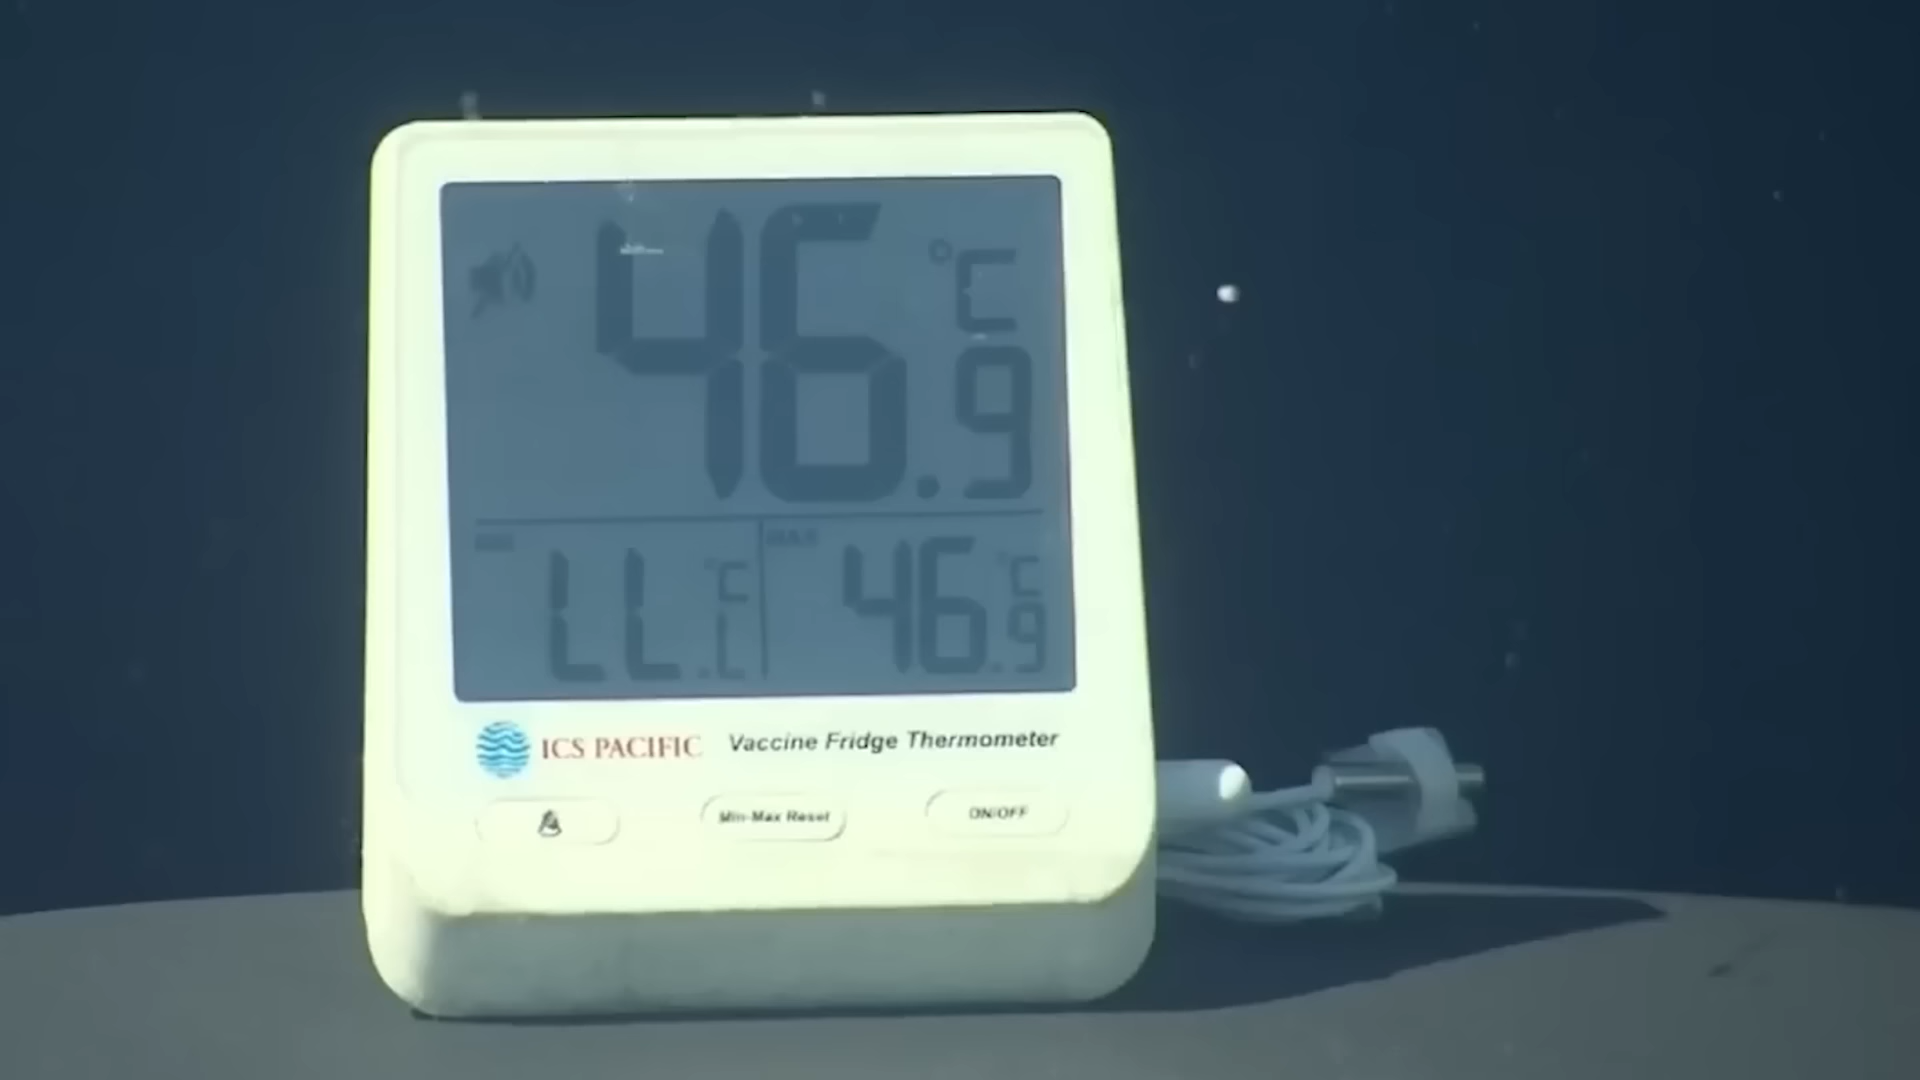 46.9 °C
MAX
LL.L °C
46.9 °C
ICS PACIFIC Vaccine Fridge Thermometer
Min-Max Reset
ON/OFF